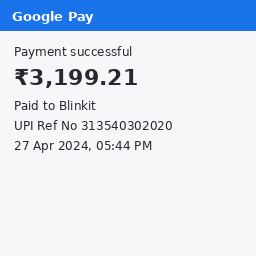 Google Pay
Payment successful
₹3,199.21
Paid to Blinkit
UPI Ref No 313540302020
27 Apr 2024, 05:44 PM